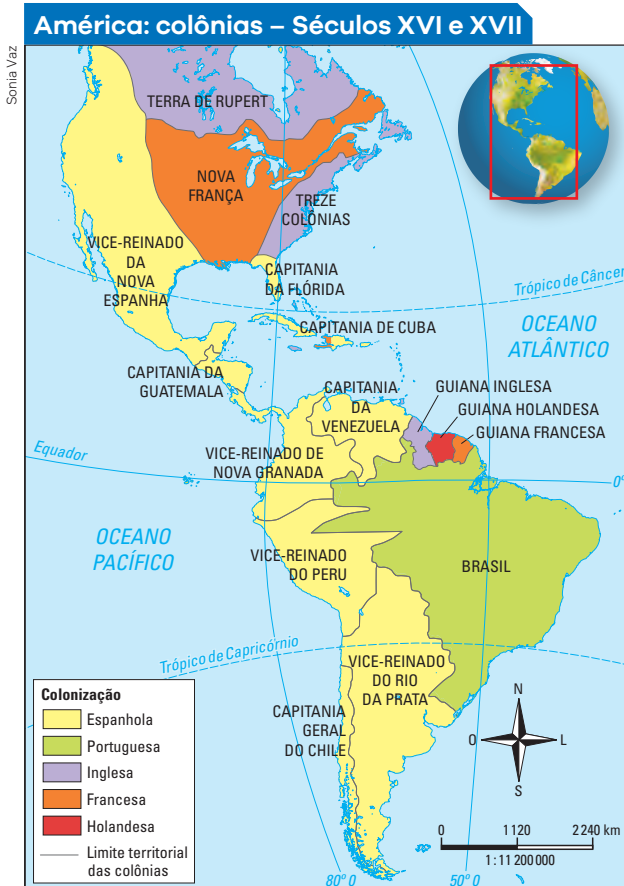 América: colônias – Séculos XVI e XVII
Sonia Vaz
TERRA DE RUPERT
NOVA
FRANÇA
TREZE
COLÔNIAS
VICE-REINADO
DA
NOVA
ESPANHA
CAPITANIA
DA FLÓRIDA
Trópico de Câncer
CAPITANIA DE CUBA
OCEANO
ATLÂNTICO
CAPITANIA DA
GUATEMALA
CAPITANIA
DA
VENEZUELA
GUIANA INGLESA
GUIANA HOLANDESA
GUIANA FRANCESA
Equador
VICE-REINADO DE
NOVA GRANADA
0°
OCEANO
PACÍFICO
VICE-REINADO
DO PERU
BRASIL
Trópico de Capricórnio
VICE-REINADO
DO RIO
DA PRATA
CAPITANIA
GERAL
DO CHILE
Colonização
Espanhola
Portuguesa
Inglesa
Francesa
Holandesa
Limite territorial
das colônias
N
O L
S
0 1 120 2 240 km
1 : 11 200 000
80° 0 50° 0